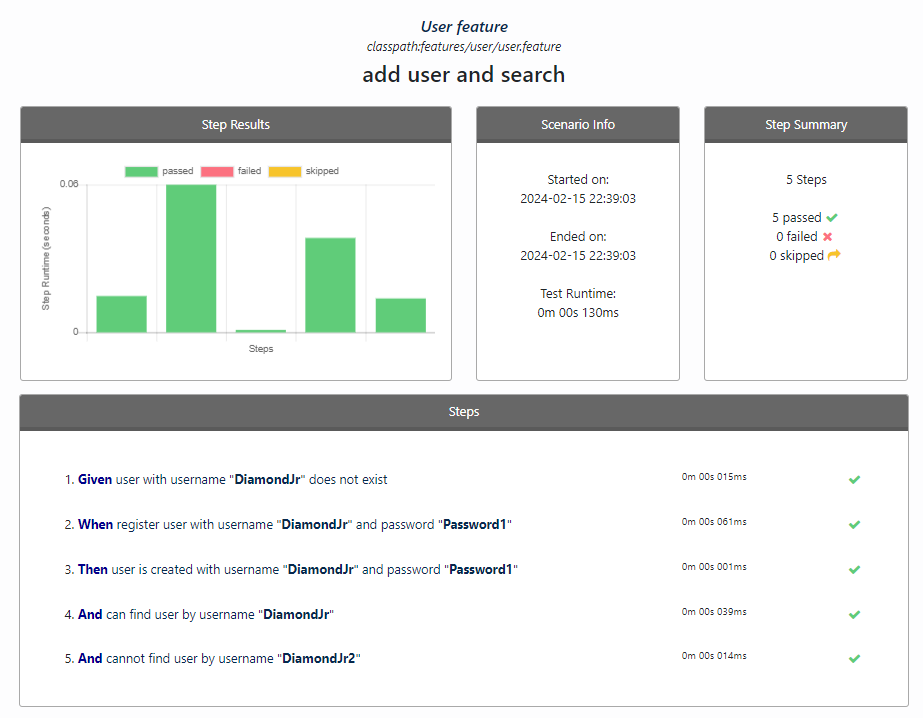 User feature
classpath:features/user/user.feature
add user and search
Step Results
passed failed skipped
0.06
Step Runtime (seconds)
0
Steps
Scenario Info
Started on:
2024-02-15 22:39:03
Ended on:
2024-02-15 22:39:03
Test Runtime:
0m 00s 130ms
Step Summary
5 Steps
5 passed
0 failed
0 skipped
Steps
1. Given user with username "DiamondJr" does not exist 0m 00s 015ms
2. When register user with username "DiamondJr" and password "Password1" 0m 00s 061ms
3. Then user is created with username "DiamondJr" and password "Password1" 0m 00s 001ms
4. And can find user by username "DiamondJr" 0m 00s 039ms
5. And cannot find user by username "DiamondJr2" 0m 00s 014ms